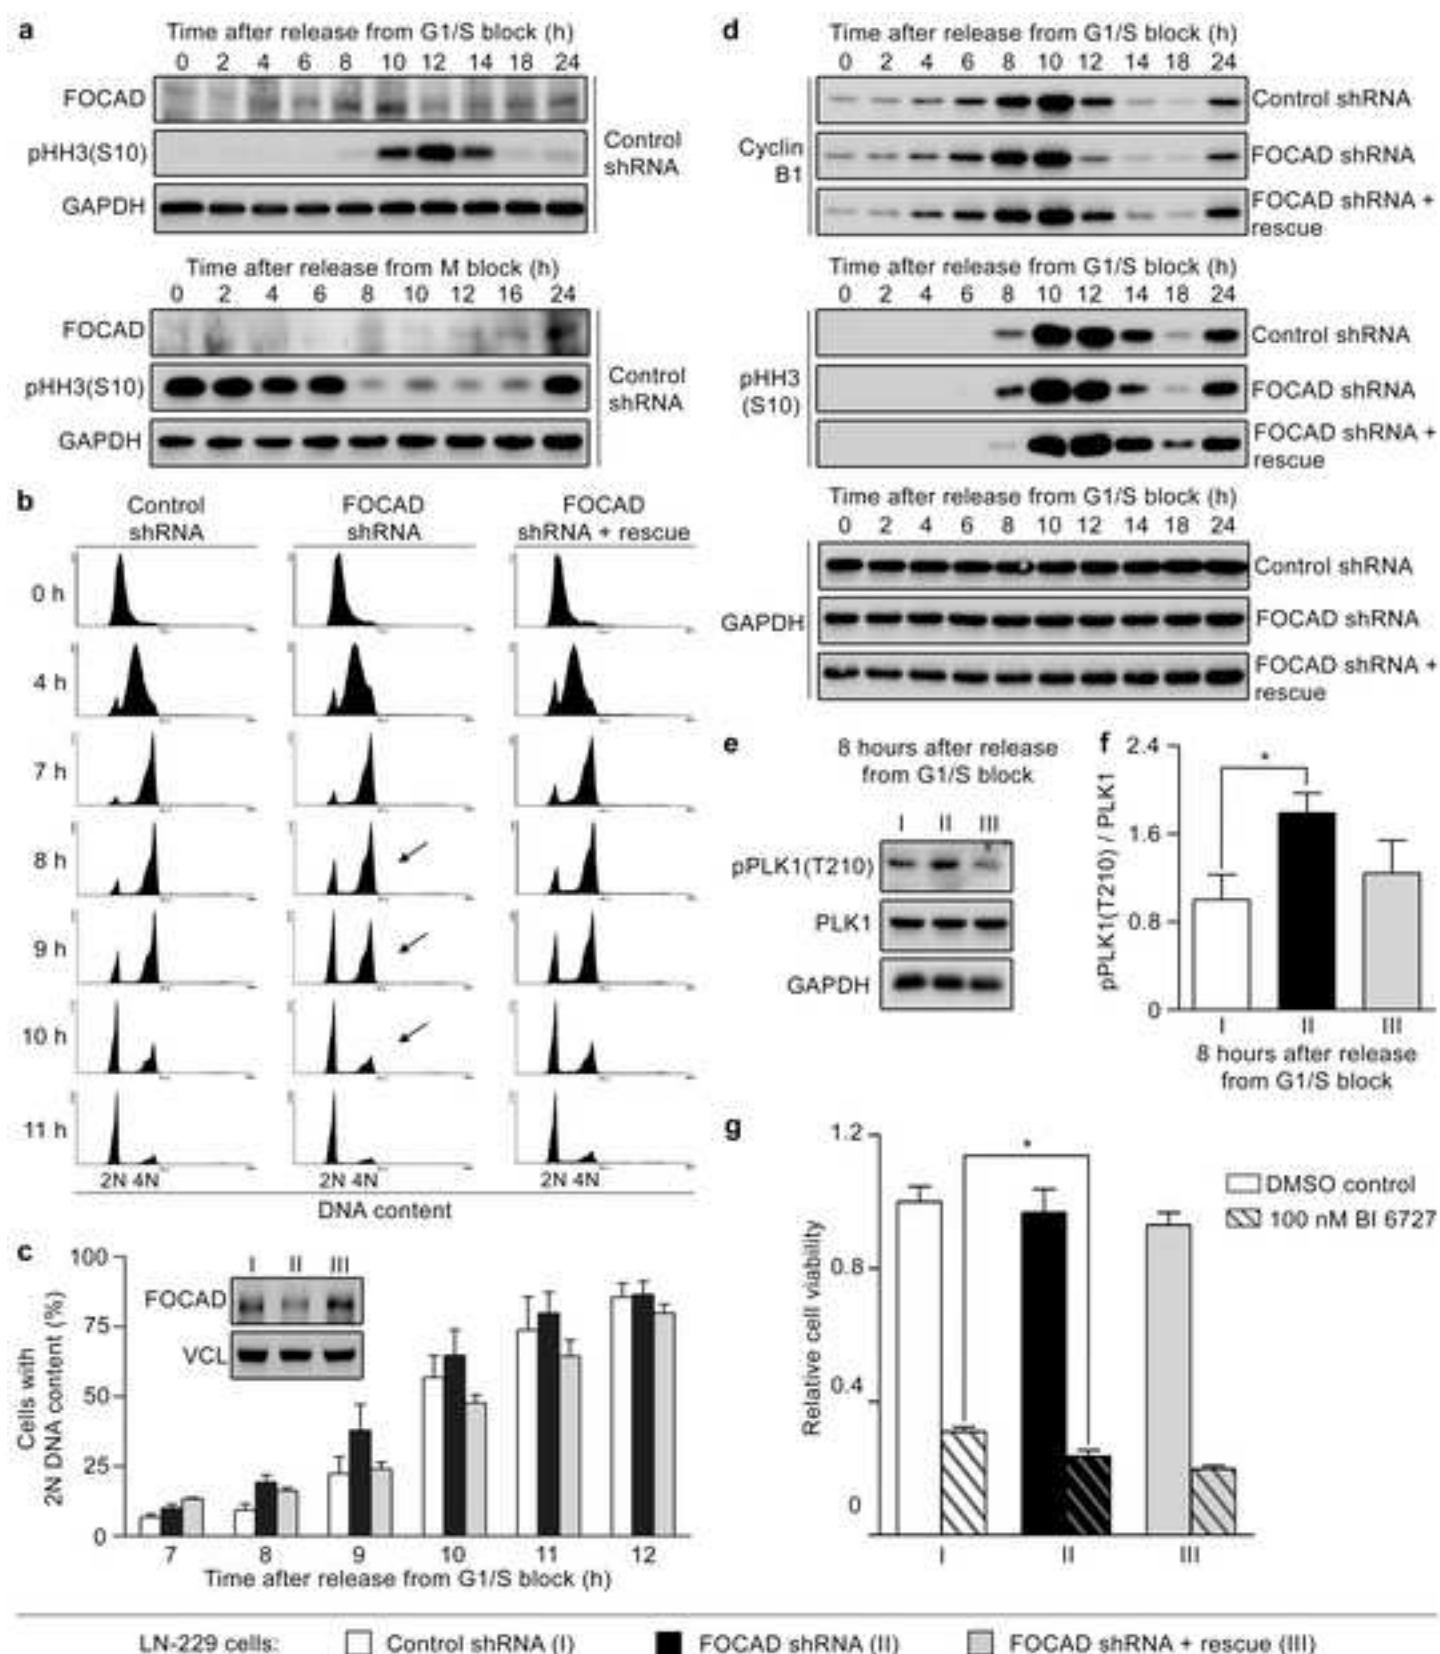 a
Time after release from G1/S block (h)
0 2 4 6 8 10 12 14 18 24
FOCAD
pHH3(S10)
GAPDH
Control
shRNA
Time after release from M block (h)
0 2 4 6 8 10 12 16 24
FOCAD
pHH3(S10)
GAPDH
Control
shRNA
b
Control
shRNA
FOCAD
shRNA
FOCAD
shRNA + rescue
0 h
4 h
7 h
8 h
9 h
10 h
11 h
2N 4N
2N 4N
2N 4N
DNA content
c
Cells with
2N DNA content (%)
100
75
50
25
0
I II III
FOCAD
VCL
7 8 9 10 11 12
Time after release from G1/S block (h)
d
Time after release from G1/S block (h)
0 2 4 6 8 10 12 14 18 24
Cyclin
B1
Control shRNA
FOCAD shRNA
FOCAD shRNA +
rescue
Time after release from G1/S block (h)
0 2 4 6 8 10 12 14 18 24
pHH3
(S10)
Control shRNA
FOCAD shRNA
FOCAD shRNA +
rescue
Time after release from G1/S block (h)
0 2 4 6 8 10 12 14 18 24
GAPDH
Control shRNA
FOCAD shRNA
FOCAD shRNA +
rescue
e
8 hours after release
from G1/S block
I II III
pPLK1(T210)
PLK1
GAPDH
f
pPLK1(T210) / PLK1
2.4
1.6
0.8
0
*
I II III
8 hours after release
from G1/S block
g
Relative cell viability
1.2
0.8
0.4
0
*
DMSO control
100 nM BI 6727
I II III
LN-229 cells: Control shRNA (I) FOCAD shRNA (II) FOCAD shRNA + rescue (III)